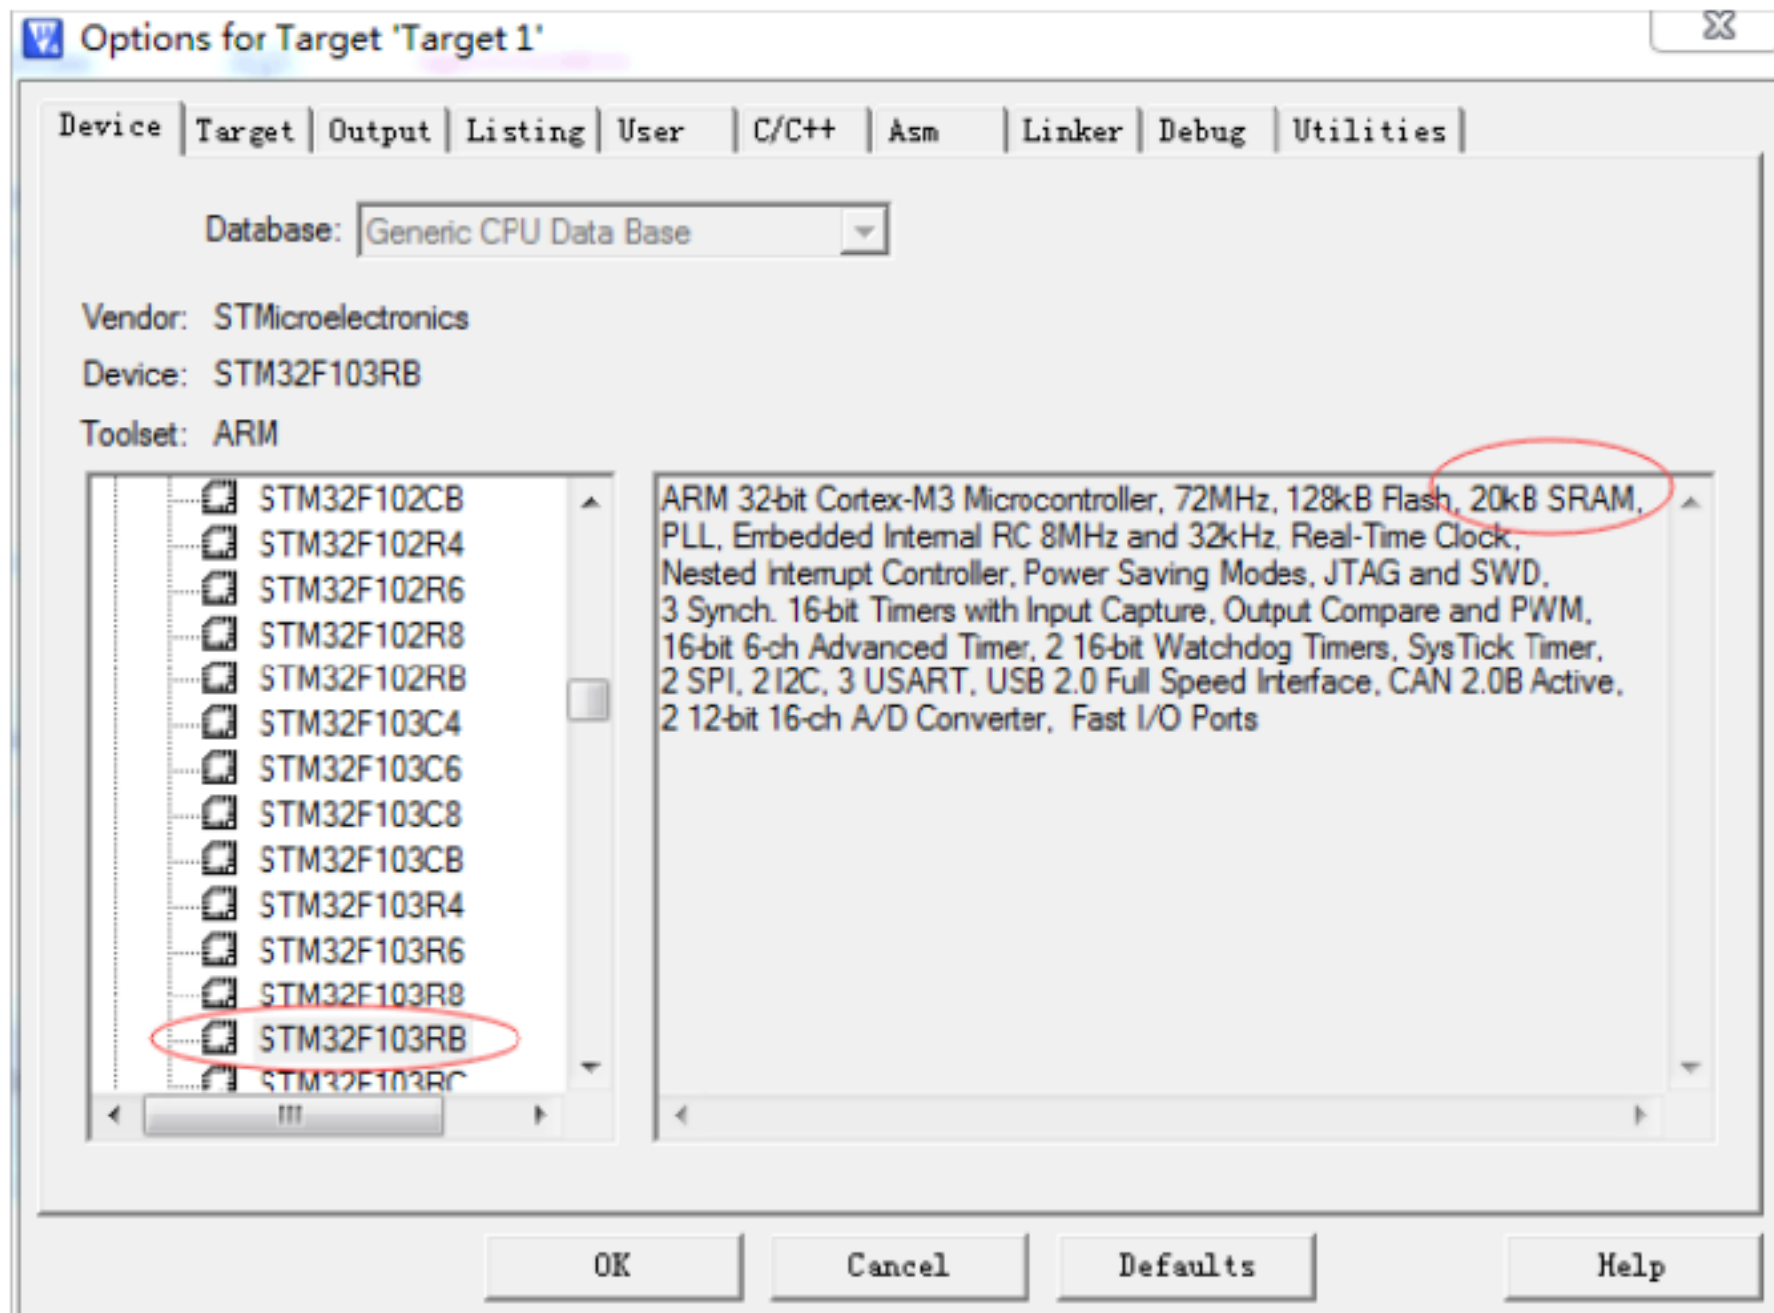 Options for Target 'Target 1'
Device Target Output Listing User C/C++ Asm Linker Debug Utilities
Database: Generic CPU Data Base
Vendor: STMicroelectronics
Device: STM32F103RB
Toolset: ARM
STM32F102CB
STM32F102R4
STM32F102R6
STM32F102R8
STM32F102RB
STM32F103C4
STM32F103C6
STM32F103C8
STM32F103CB
STM32F103R4
STM32F103R6
STM32F103R8
STM32F103RB
STM32F103RC
ARM 32-bit Cortex-M3 Microcontroller, 72MHz, 128kB Flash, 20kB SRAM,
PLL, Embedded Internal RC 8MHz and 32kHz, Real-Time Clock,
Nested Interrupt Controller, Power Saving Modes, JTAG and SWD,
3 Synch. 16-bit Timers with Input Capture, Output Compare and PWM,
16-bit 6-ch Advanced Timer, 2 16-bit Watchdog Timers, SysTick Timer,
2 SPI, 2 I2C, 3 USART, USB 2.0 Full Speed Interface, CAN 2.0B Active,
2 12-bit 16-ch A/D Converter, Fast I/O Ports
OK Cancel Defaults Help